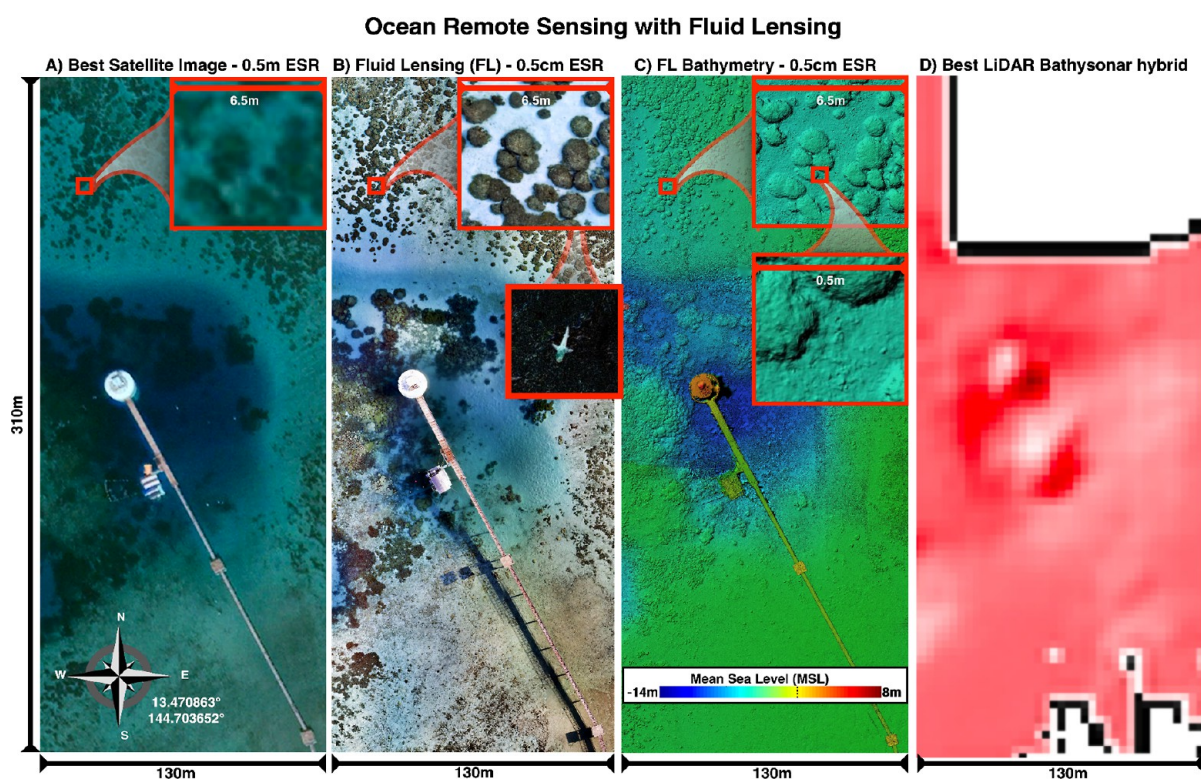 Ocean Remote Sensing with Fluid Lensing
A) Best Satellite Image - 0.5m ESR
B) Fluid Lensing (FL) - 0.5cm ESR
C) FL Bathymetry - 0.5cm ESR
D) Best LiDAR Bathysonar hybrid
6.5m
6.5m
6.5m
0.5m
310m
N
W
E
S
13.470863°
144.703652°
Mean Sea Level (MSL)
-14m
8m
130m
130m
130m
130m